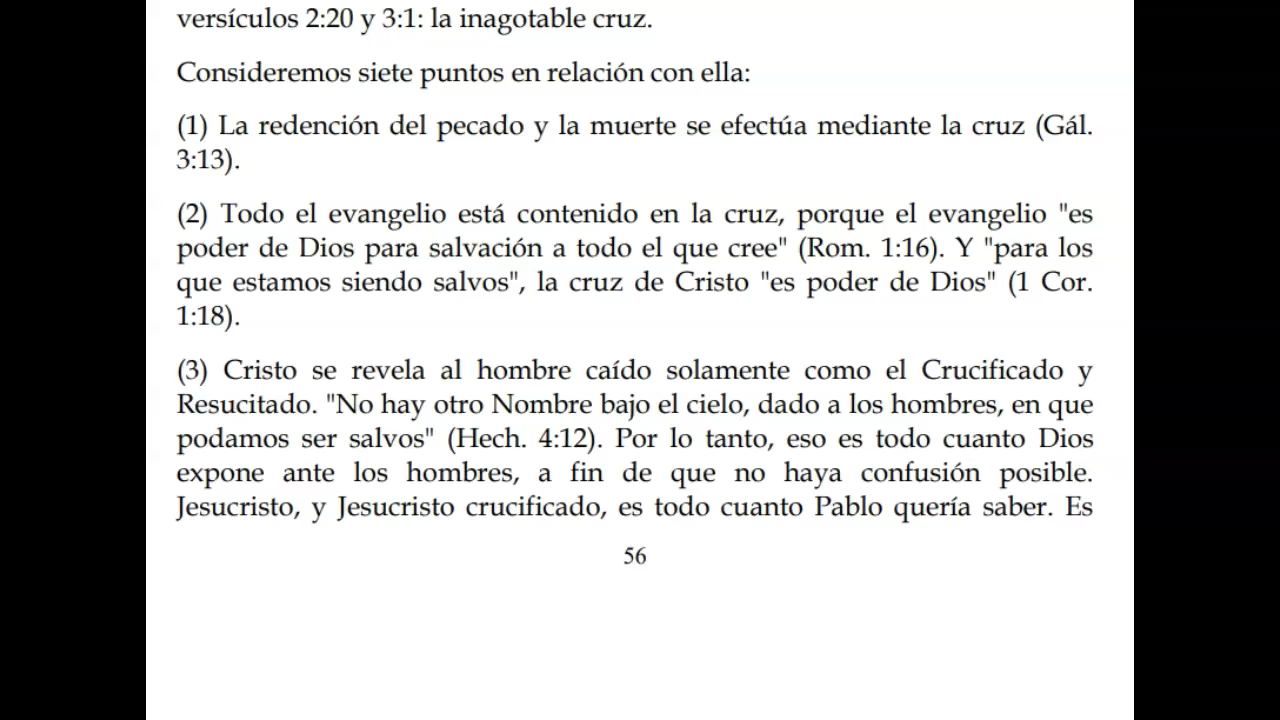 versículos 2:20 y 3:1: la inagotable cruz.
Consideremos siete puntos en relación con ella:
(1) La redención del pecado y la muerte se efectúa mediante la cruz (Gál.
3:13).
(2) Todo el evangelio está contenido en la cruz, porque el evangelio "es
poder de Dios para salvación a todo el que cree" (Rom. 1:16). Y "para los
que estamos siendo salvos", la cruz de Cristo "es poder de Dios" (1 Cor.
1:18).
(3) Cristo se revela al hombre caído solamente como el Crucificado y
Resucitado. "No hay otro Nombre bajo el cielo, dado a los hombres, en que
podamos ser salvos" (Hech. 4:12). Por lo tanto, eso es todo cuanto Dios
expone ante los hombres, a fin de que no haya confusión posible.
Jesucristo, y Jesucristo crucificado, es todo cuanto Pablo quería saber. Es
56